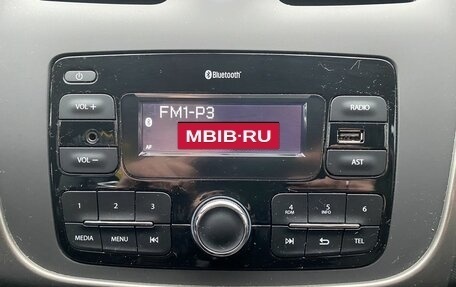 Bluetooth
VOL +
FM1-P3
RADIO
MBIB-RU
AF
VOL −
AST
1 2 3
4 RDM 5 INFO 6
MEDIA MENU
TEL